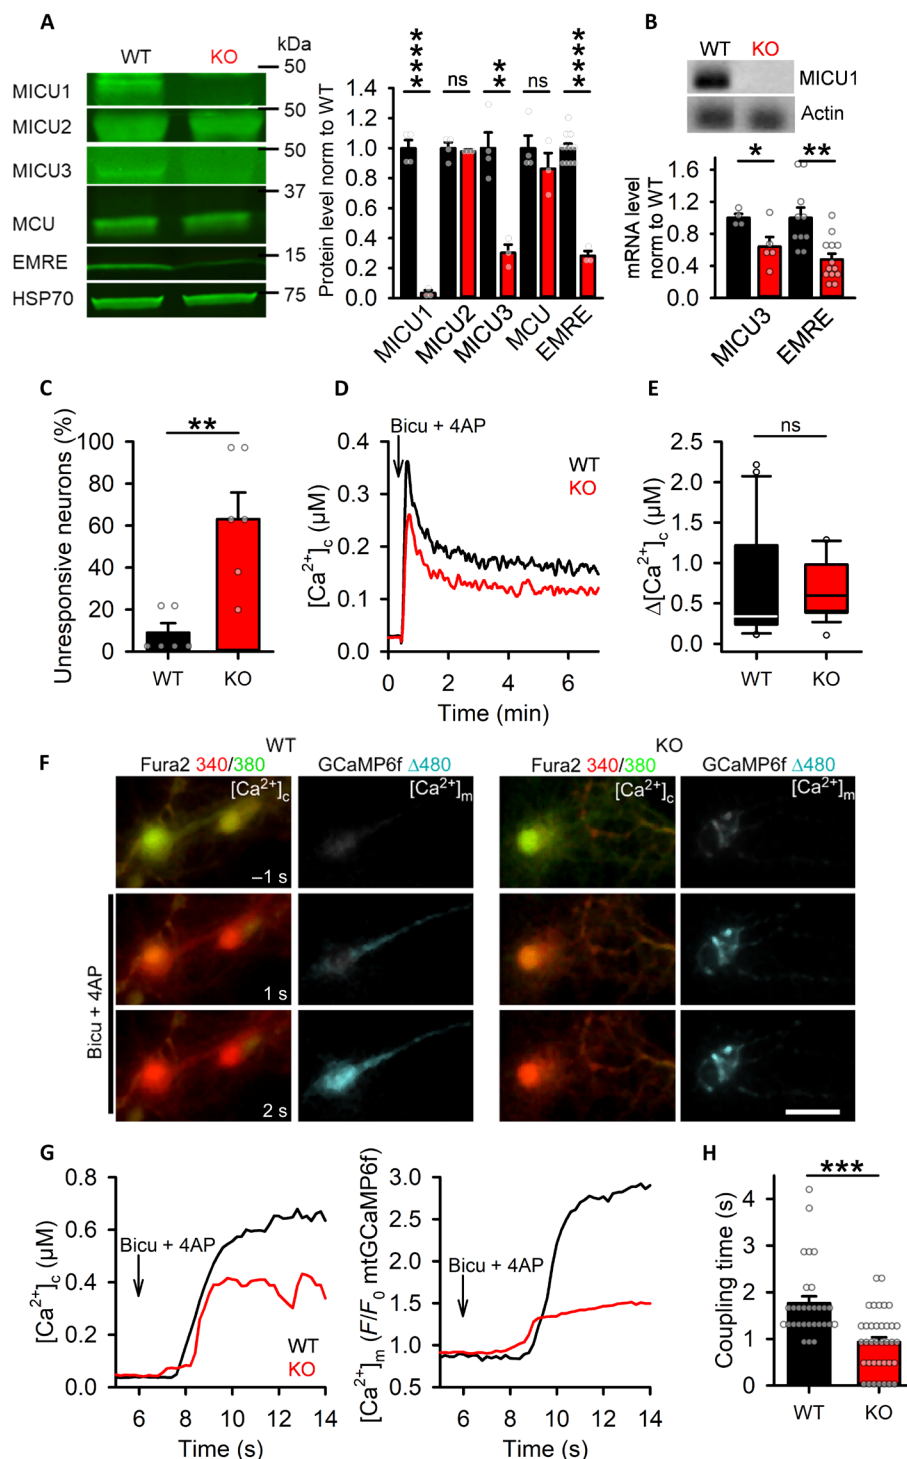 A
WT
KO
kDa
MICU1
MICU2
MICU3
MCU
EMRE
HSP70
50
50
50
37
15
75
Protein level norm to WT
1.4
1.2
1.0
0.8
0.6
0.4
0.2
0.0
****
ns
**
ns
****
MICU1
MICU2
MICU3
MCU
EMRE
B
WT
KO
MICU1
Actin
mRNA level
norm to WT
1.6
1.2
0.8
0.4
0.0
*
**
MICU3
EMRE
C
Unresponsive neurons (%)
100
80
60
40
20
0
**
WT
KO
D
Bicu + 4AP
[Ca²⁺]c (μM)
0.4
0.3
0.2
0.1
0.0
WT
KO
0
2
4
6
Time (min)
E
Δ[Ca²⁺]c (μM)
2.5
2.0
1.5
1.0
0.5
0.0
ns
WT
KO
F
WT
KO
Fura2 340/380
GCaMP6f Δ480
Fura2 340/380
GCaMP6f Δ480
[Ca²⁺]c
[Ca²⁺]m
[Ca²⁺]c
[Ca²⁺]m
–1 s
1 s
2 s
Bicu + 4AP
G
[Ca²⁺]c (μM)
0.8
0.6
0.4
0.2
0.0
Bicu + 4AP
WT
KO
6
8
10
12
14
Time (s)
[Ca²⁺]m (F/F0 mtGCaMP6f)
3.0
2.5
2.0
1.5
1.0
0.5
Bicu + 4AP
6
8
10
12
14
Time (s)
H
Coupling time (s)
4
2
0
***
WT
KO